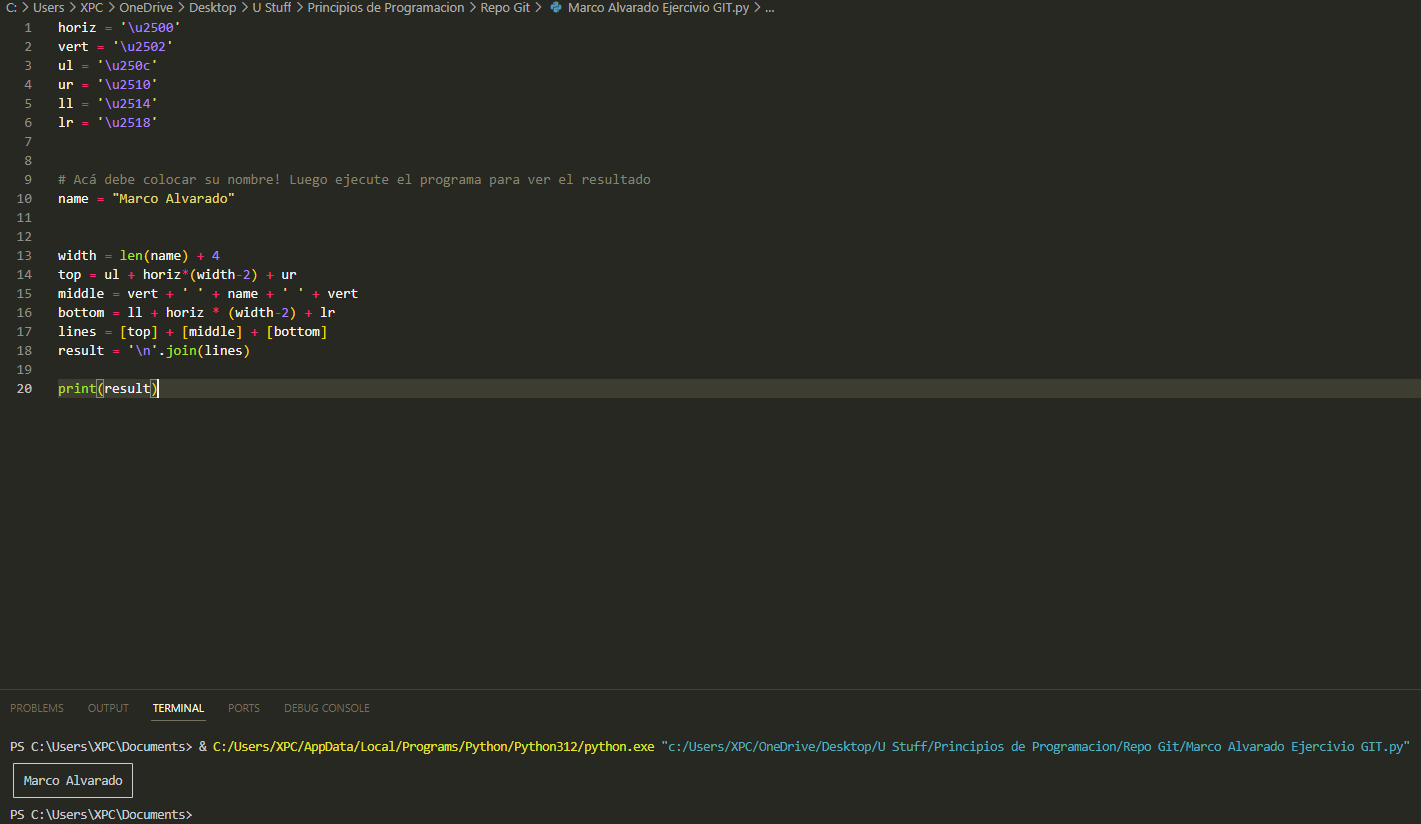 C: > Users > XPC > OneDrive > Desktop > U Stuff > Principios de Programacion > Repo Git > Marco Alvarado Ejercivio GIT.py > ...
1 horiz = '\u2500'
2 vert = '\u2502'
3 ul = '\u250c'
4 ur = '\u2510'
5 ll = '\u2514'
6 lr = '\u2518'
7
8
9 # Acá debe colocar su nombre! Luego ejecute el programa para ver el resultado
10 name = "Marco Alvarado"
11
12
13 width = len(name) + 4
14 top = ul + horiz*(width-2) + ur
15 middle = vert + ' ' + name + ' ' + vert
16 bottom = ll + horiz * (width-2) + lr
17 lines = [top] + [middle] + [bottom]
18 result = '\n'.join(lines)
19
20 print(result)
PROBLEMS OUTPUT TERMINAL PORTS DEBUG CONSOLE
PS C:\Users\XPC\Documents> & C:/Users/XPC/AppData/Local/Programs/Python/Python312/python.exe "c:/Users/XPC/OneDrive/Desktop/U Stuff/Principios de Programacion/Repo Git/Marco Alvarado Ejercivio GIT.py"
Marco Alvarado
PS C:\Users\XPC\Documents>